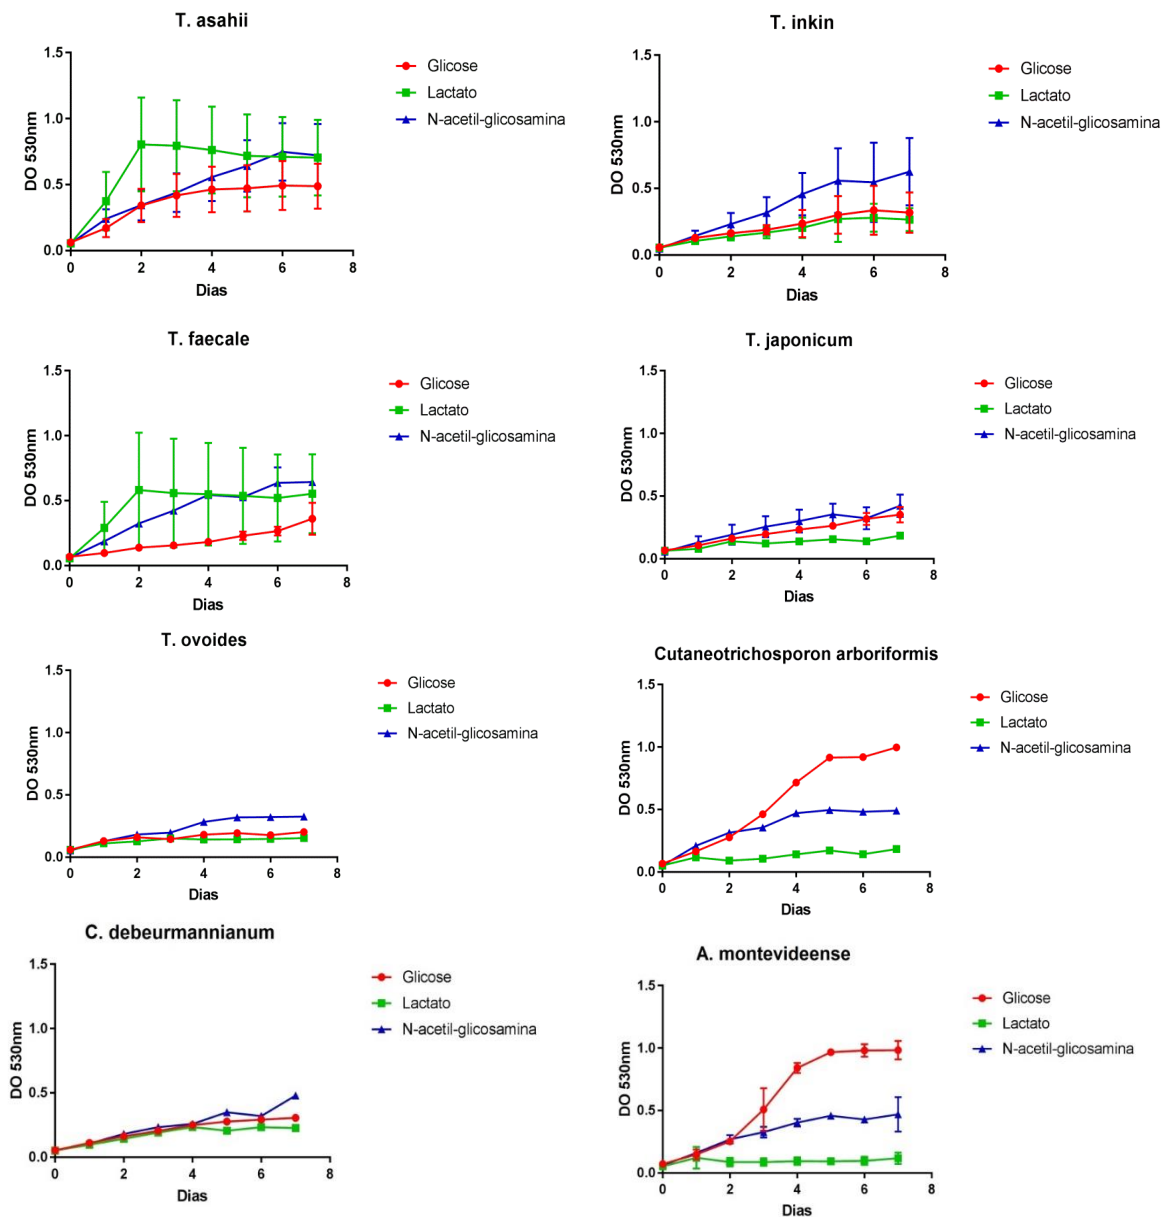 T. asahii
1.5
1.0
0.5
0.0
DO 530nm
0 2 4 6 8
Dias
Glicose
Lactato
N-acetil-glicosamina
T. inkin
1.5
1.0
0.5
0.0
DO 530nm
0 2 4 6 8
Dias
Glicose
Lactato
N-acetil-glicosamina
T. faecale
1.5
1.0
0.5
0.0
DO 530nm
0 2 4 6 8
Dias
Glicose
Lactato
N-acetil-glicosamina
T. japonicum
1.5
1.0
0.5
0.0
DO 530nm
0 2 4 6 8
Dias
Glicose
Lactato
N-acetil-glicosamina
T. ovoides
1.5
1.0
0.5
0.0
DO 530nm
0 2 4 6 8
Dias
Glicose
Lactato
N-acetil-glicosamina
Cutaneotrichosporon arboriformis
1.5
1.0
0.5
0.0
DO 530nm
0 2 4 6 8
Dias
Glicose
Lactato
N-acetil-glicosamina
C. debeurmannianum
1.5
1.0
0.5
0.0
DO 530nm
0 2 4 6 8
Dias
Glicose
Lactato
N-acetil-glicosamina
A. montevideense
1.5
1.0
0.5
0.0
DO 530nm
0 2 4 6 8
Dias
Glicose
Lactato
N-acetil-glicosamina